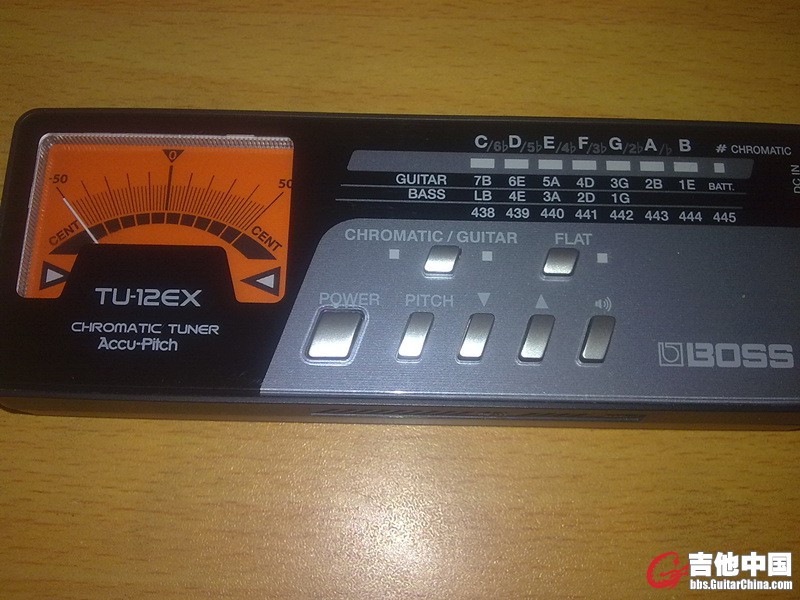 -50 0 50
CENT CENT
TU-12EX
CHROMATIC TUNER
Accu-Pitch
C/6♭ D/5♭ E/4♭ F/3♭ G/2♭ A/♭ B # CHROMATIC
GUITAR 7B 6E 5A 4D 3G 2B 1E BATT.
BASS LB 4E 3A 2D 1G
438 439 440 441 442 443 444 445
DC IN
CHROMATIC / GUITAR FLAT
POWER PITCH ▼ ▲
BOSS
吉他中国
bbs.GuitarChina.com